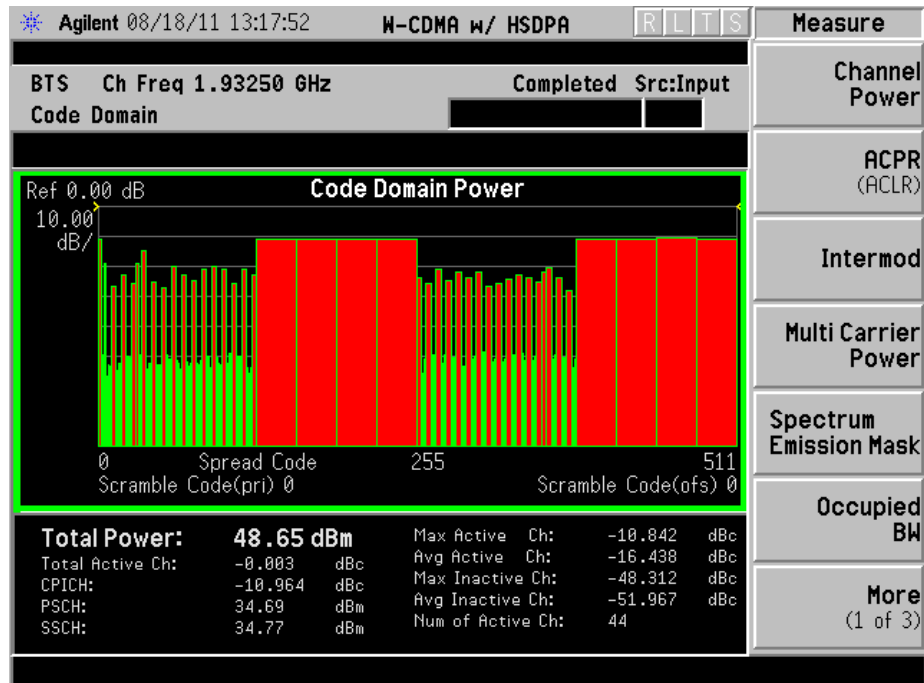 Agilent 08/18/11 13:17:52 W-CDMA w/ HSDPA R L T S
Measure
BTS Ch Freq 1.93250 GHz Completed Src:Input
Code Domain
Ref 0.00 dB Code Domain Power
10.00
dB/
0 Spread Code 255 511
Scramble Code(pri) 0 Scramble Code(ofs) 0
Total Power: 48.65 dBm
Total Active Ch: -0.003 dBc
CPICH: -10.964 dBc
PSCH: 34.69 dBm
SSCH: 34.77 dBm
Max Active Ch: -10.842 dBc
Avg Active Ch: -16.438 dBc
Max Inactive Ch: -48.312 dBc
Avg Inactive Ch: -51.967 dBc
Num of Active Ch: 44
Channel
Power
ACPR
(ACLR)
Intermod
Multi Carrier
Power
Spectrum
Emission Mask
Occupied
BW
More
(1 of 3)